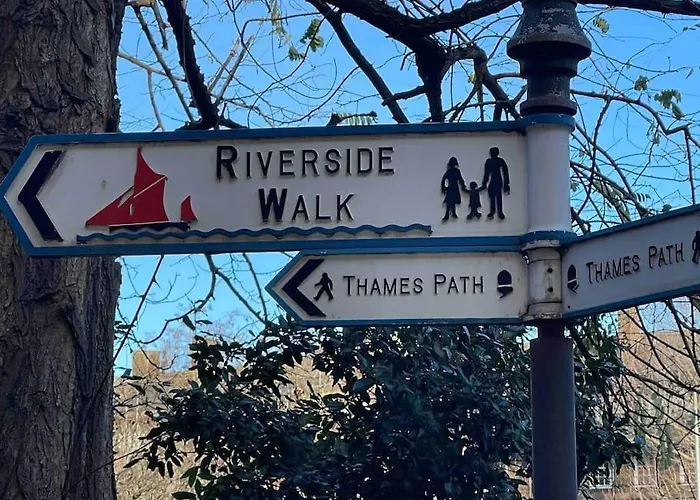 RIVERSIDE
WALK
THAMES PATH
THAMES PATH